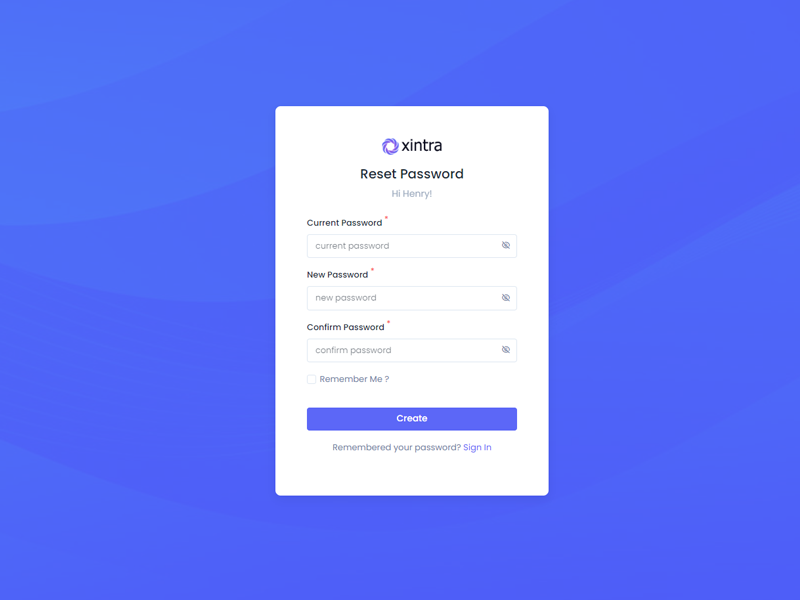 xintra
Reset Password
Hi Henry!
Current Password *
current password
New Password *
new password
Confirm Password *
confirm password
Remember Me ?
Create
Remembered your password? Sign In